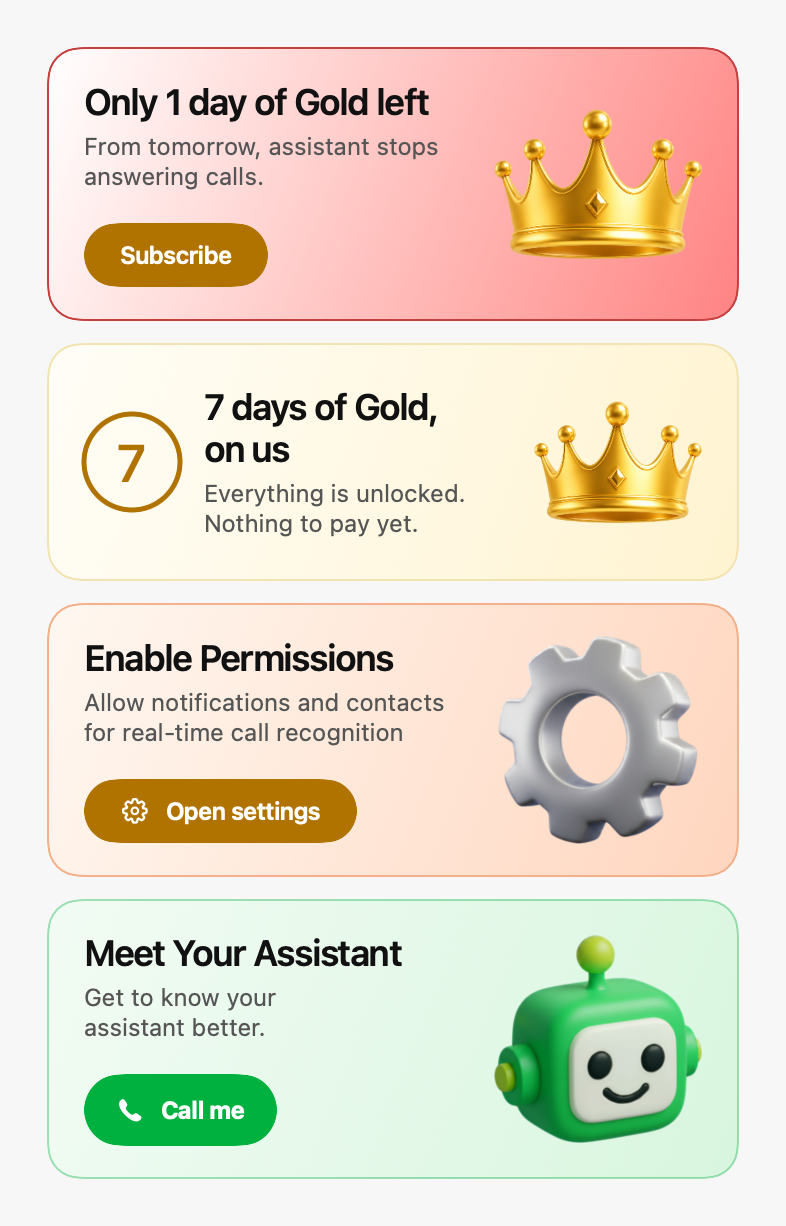 Only 1 day of Gold left
From tomorrow, assistant stops
answering calls.
Subscribe
7
7 days of Gold,
on us
Everything is unlocked.
Nothing to pay yet.
Enable Permissions
Allow notifications and contacts
for real-time call recognition
Open settings
Meet Your Assistant
Get to know your
assistant better.
Call me